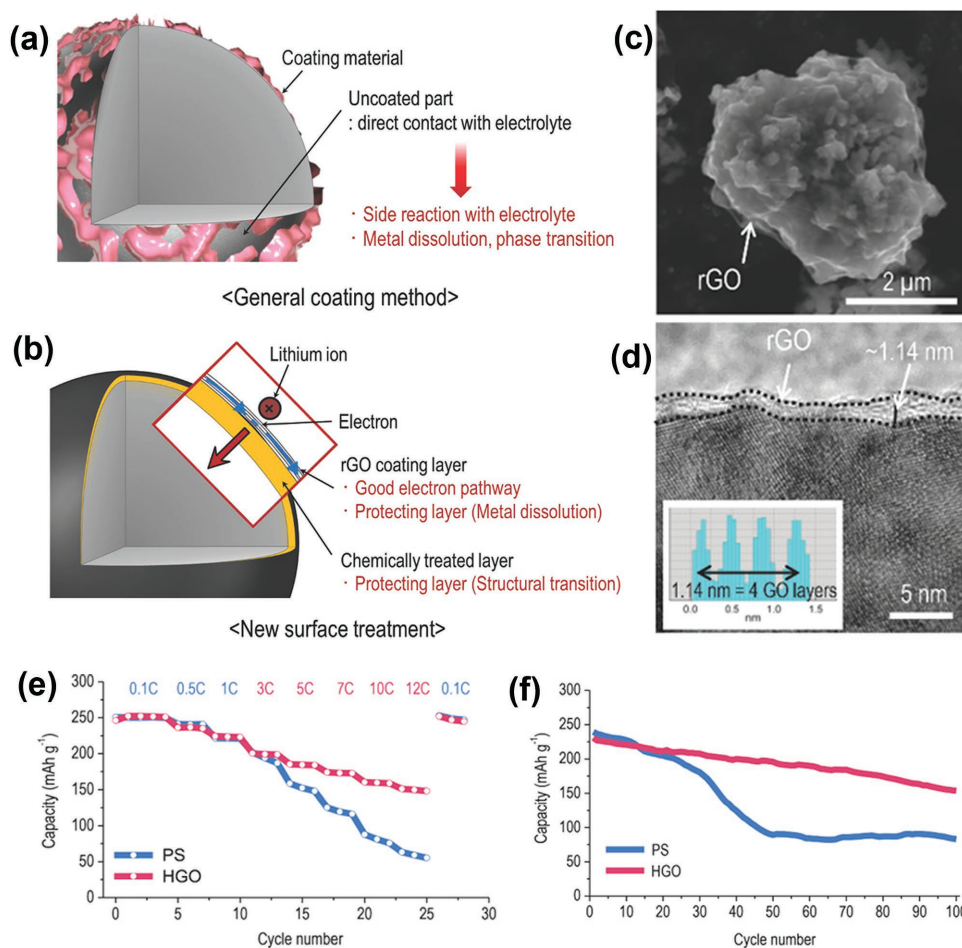 (a)
Coating material
Uncoated part
: direct contact with electrolyte
· Side reaction with electrolyte
· Metal dissolution, phase transition
<General coating method>
(b)
Lithium ion
×
Electron
rGO coating layer
· Good electron pathway
· Protecting layer (Metal dissolution)
Chemically treated layer
· Protecting layer (Structural transition)
<New surface treatment>
(c)
rGO
2 µm
(d)
rGO
~1.14 nm
1.14 nm = 4 GO layers
0.0 0.5 1.0 1.5
nm
5 nm
(e)
0.1C 0.5C 1C 3C 5C 7C 10C 12C 0.1C
Capacity (mAh g⁻¹)
300
250
200
150
100
50
0
PS
HGO
0 5 10 15 20 25 30
Cycle number
(f)
Capacity (mAh g⁻¹)
300
250
200
150
100
50
0
PS
HGO
0 10 20 30 40 50 60 70 80 90 100
Cycle number